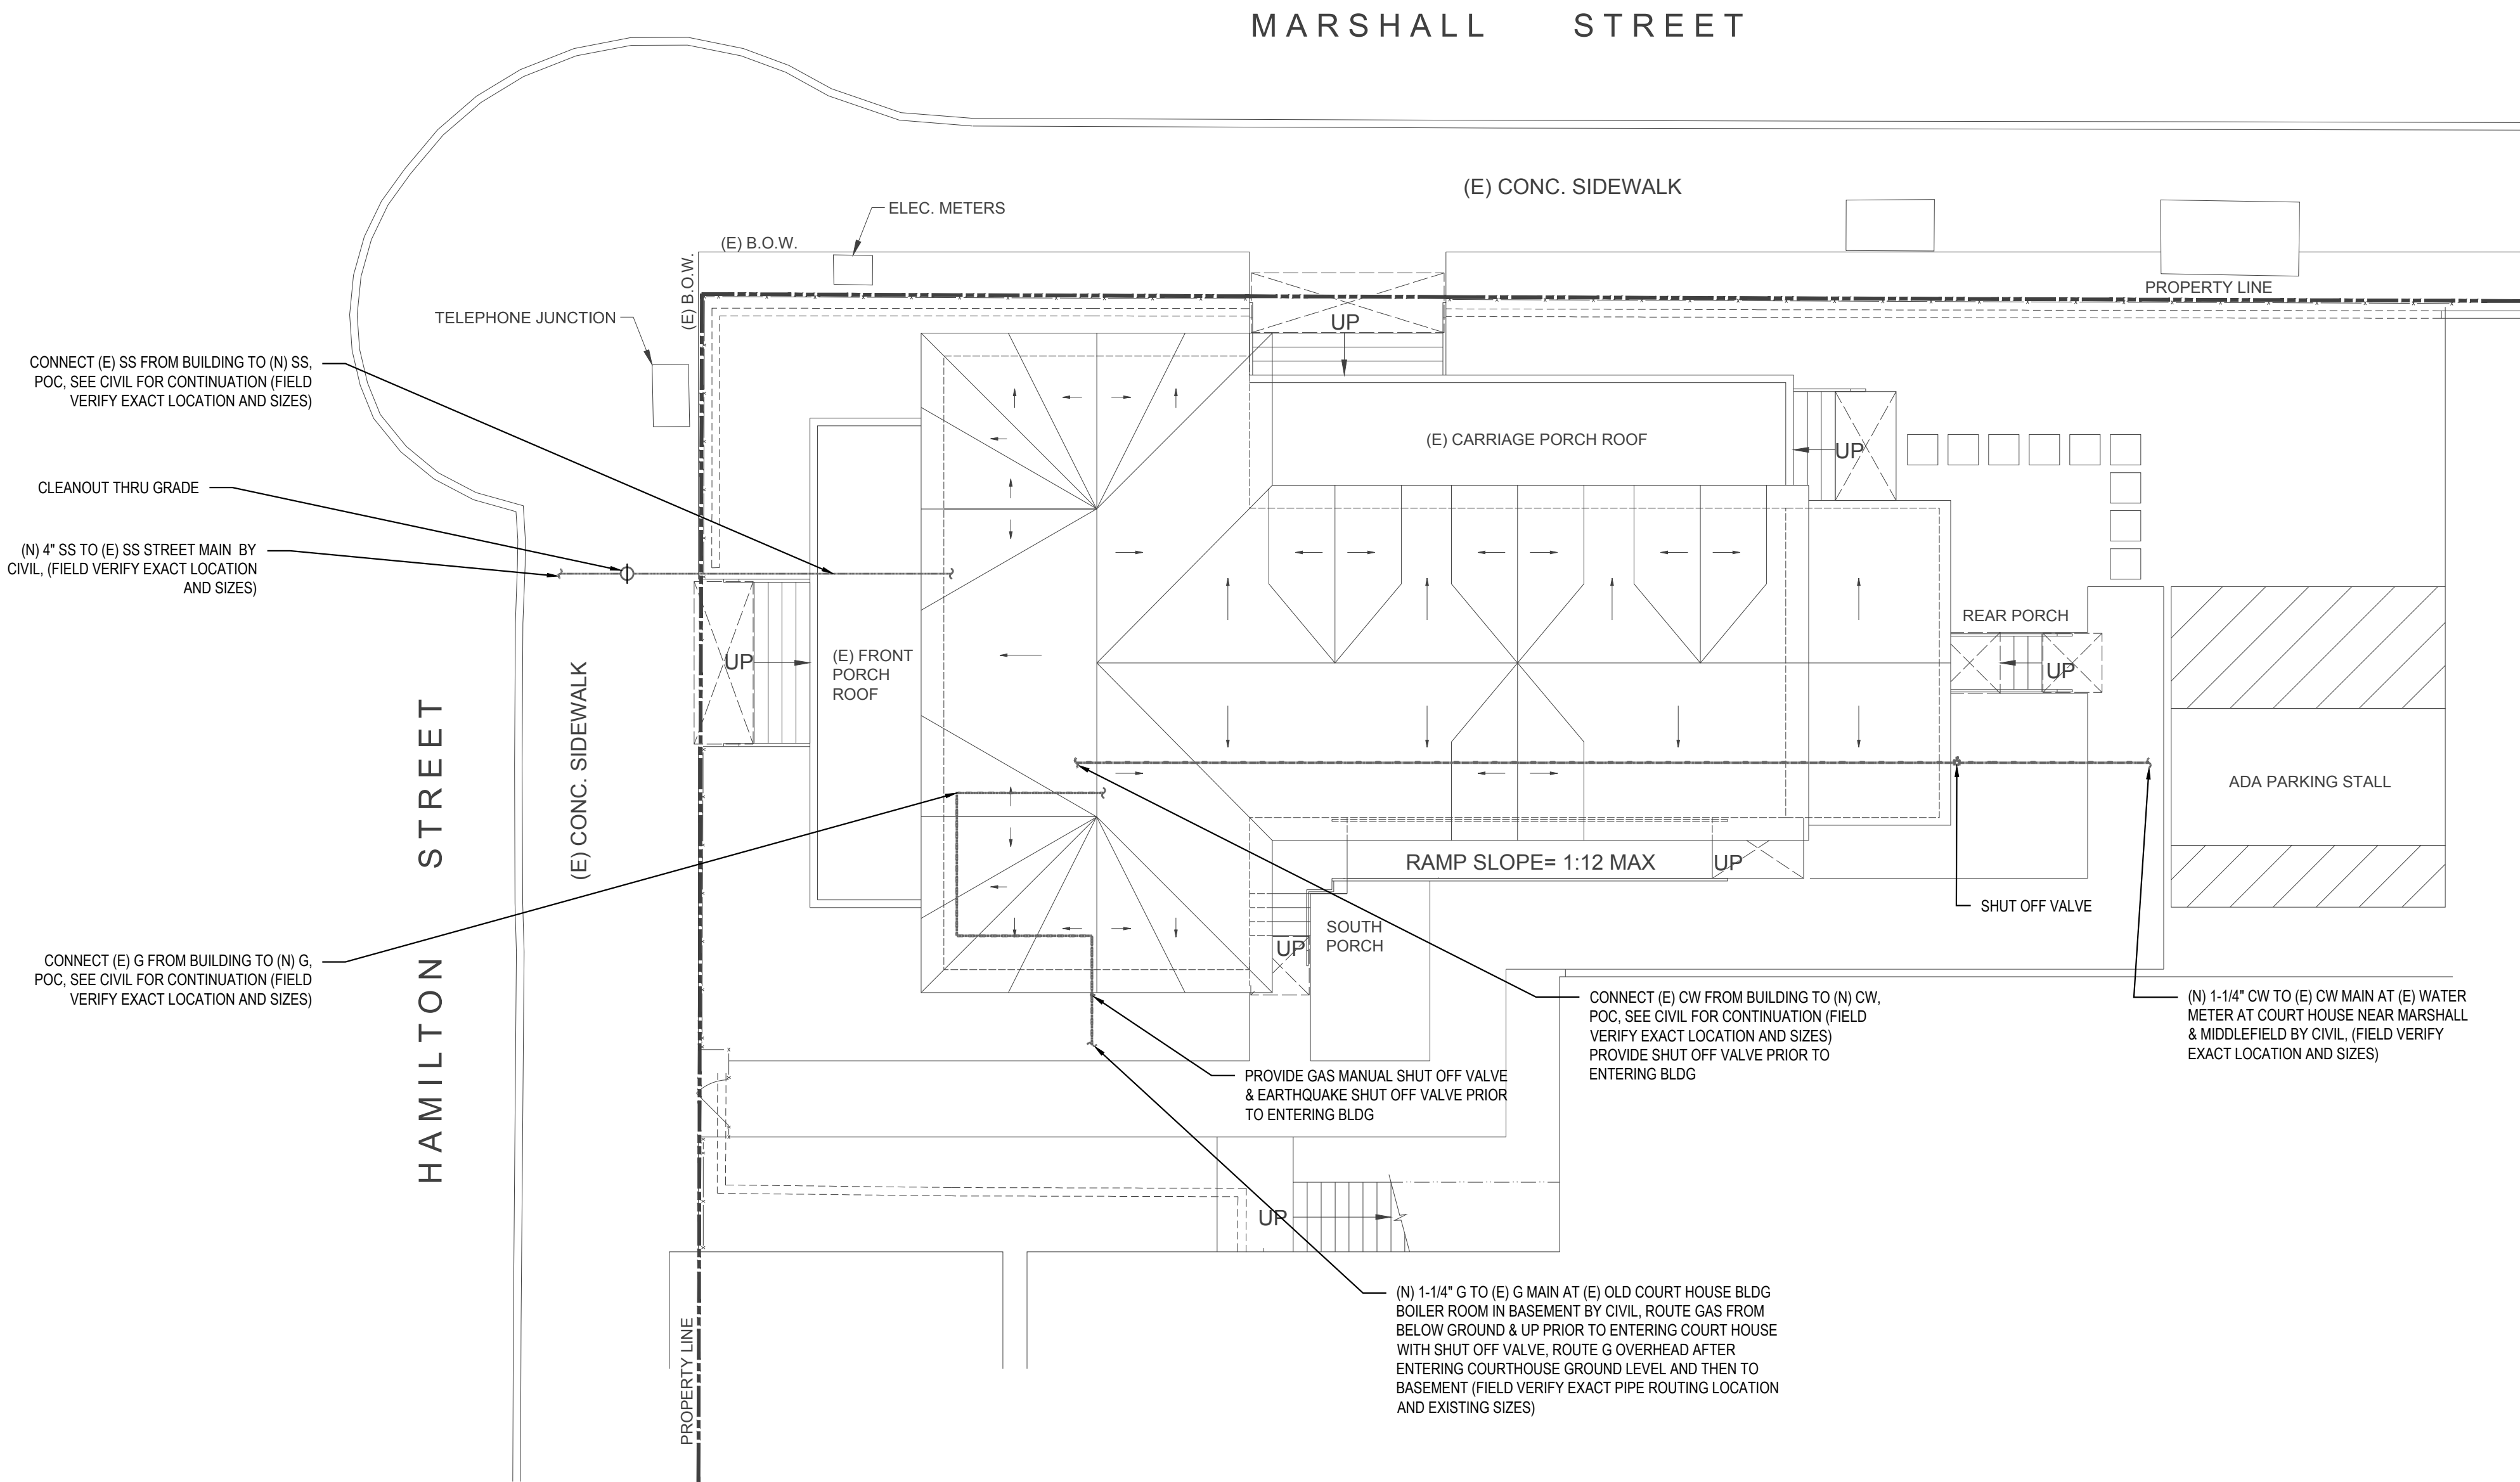 MARSHALL STREET
(E) CONC. SIDEWALK
ELEC. METERS
(E) B.O.W.
(E) B.O.W.
PROPERTY LINE
TELEPHONE JUNCTION
UP
CONNECT (E) SS FROM BUILDING TO (N) SS,
POC, SEE CIVIL FOR CONTINUATION (FIELD
VERIFY EXACT LOCATION AND SIZES)
(E) CARRIAGE PORCH ROOF
UP
CLEANOUT THRU GRADE
(N) 4" SS TO (E) SS STREET MAIN BY
CIVIL, (FIELD VERIFY EXACT LOCATION
AND SIZES)
REAR PORCH
UP
(E) FRONT
PORCH
ROOF
UP
HAMILTON STREET
(E) CONC. SIDEWALK
ADA PARKING STALL
RAMP SLOPE= 1:12 MAX
UP
SHUT OFF VALVE
SOUTH
PORCH
UP
CONNECT (E) G FROM BUILDING TO (N) G,
POC, SEE CIVIL FOR CONTINUATION (FIELD
VERIFY EXACT LOCATION AND SIZES)
CONNECT (E) CW FROM BUILDING TO (N) CW,
POC, SEE CIVIL FOR CONTINUATION (FIELD
VERIFY EXACT LOCATION AND SIZES)
PROVIDE SHUT OFF VALVE PRIOR TO
ENTERING BLDG
(N) 1-1/4" CW TO (E) CW MAIN AT (E) WATER
METER AT COURT HOUSE NEAR MARSHALL
& MIDDLEFIELD BY CIVIL, (FIELD VERIFY
EXACT LOCATION AND SIZES)
PROVIDE GAS MANUAL SHUT OFF VALVE
& EARTHQUAKE SHUT OFF VALVE PRIOR
TO ENTERING BLDG
UP
(N) 1-1/4" G TO (E) G MAIN AT (E) OLD COURT HOUSE BLDG
BOILER ROOM IN BASEMENT BY CIVIL, ROUTE GAS FROM
BELOW GROUND & UP PRIOR TO ENTERING COURT HOUSE
WITH SHUT OFF VALVE, ROUTE G OVERHEAD AFTER
ENTERING COURTHOUSE GROUND LEVEL AND THEN TO
BASEMENT (FIELD VERIFY EXACT PIPE ROUTING LOCATION
AND EXISTING SIZES)
PROPERTY LINE